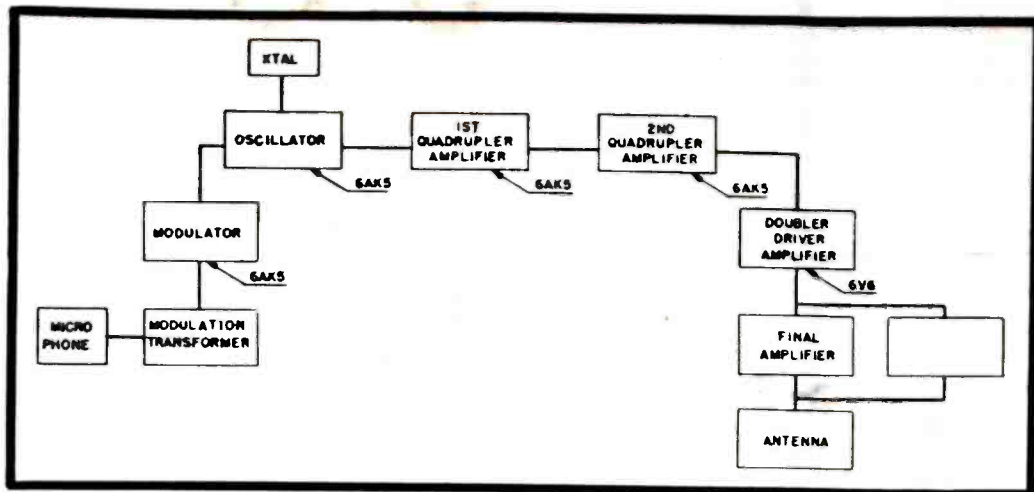 XTAL
OSCILLATOR
6AK5
1ST
QUADRUPLER
AMPLIFIER
6AK5
2ND
QUADRUPLER
AMPLIFIER
6AK5
MODULATOR
6AK5
DOUBLER
DRIVER
AMPLIFIER
6V6
MICRO
PHONE
MODULATION
TRANSFORMER
FINAL
AMPLIFIER
ANTENNA